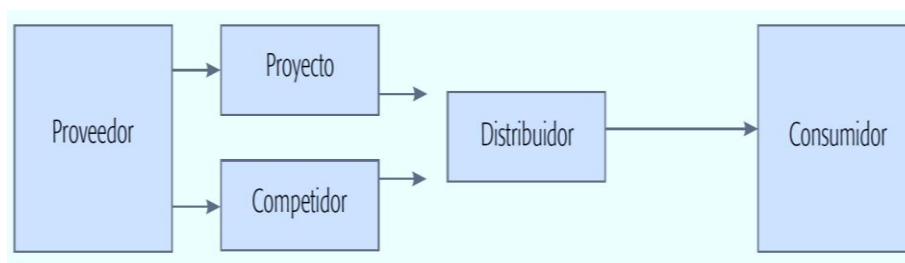 Proveedor
Proyecto
Competidor
Distribuidor
Consumidor